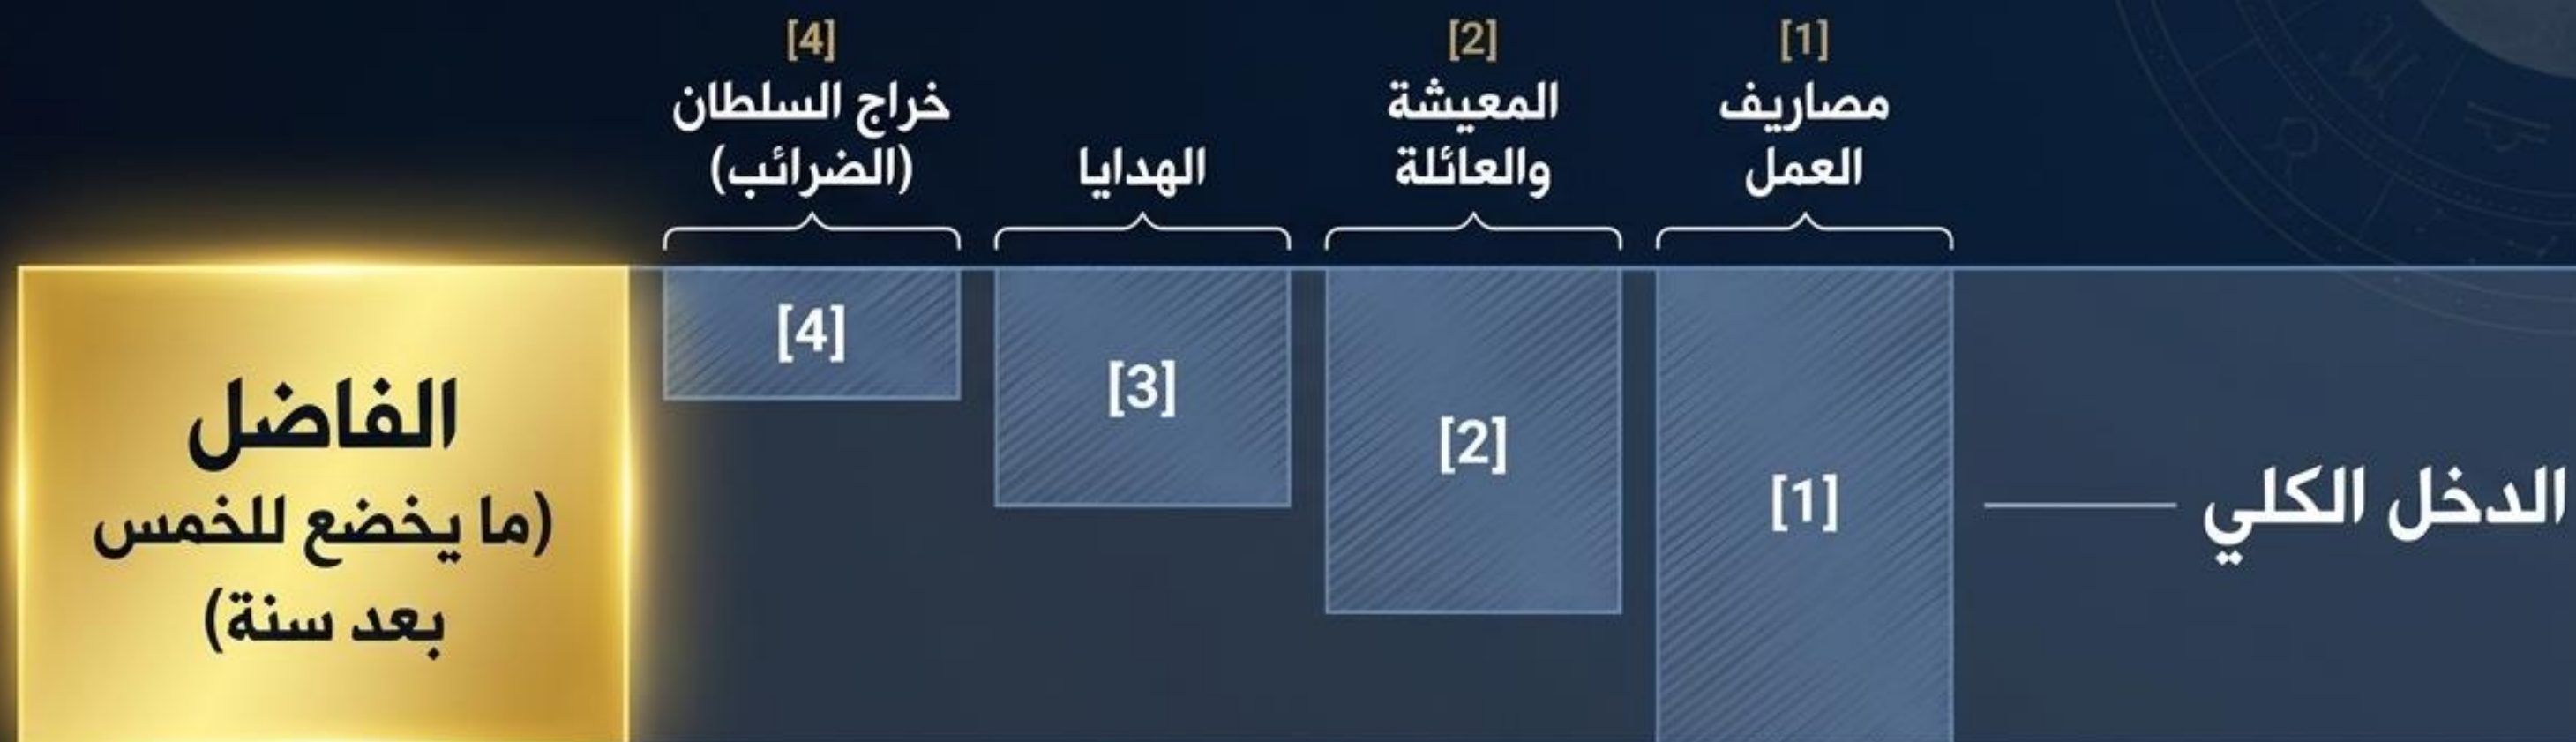 [1]
مصاريف
العمل
[2]
المعيشة
والعائلة
الهدايا
[4]
خراج السلطان
(الضرائب)
الدخل الكلي
[1]
[2]
[3]
[4]
الفاضل
(ما يخضع للخمس
بعد سنة)